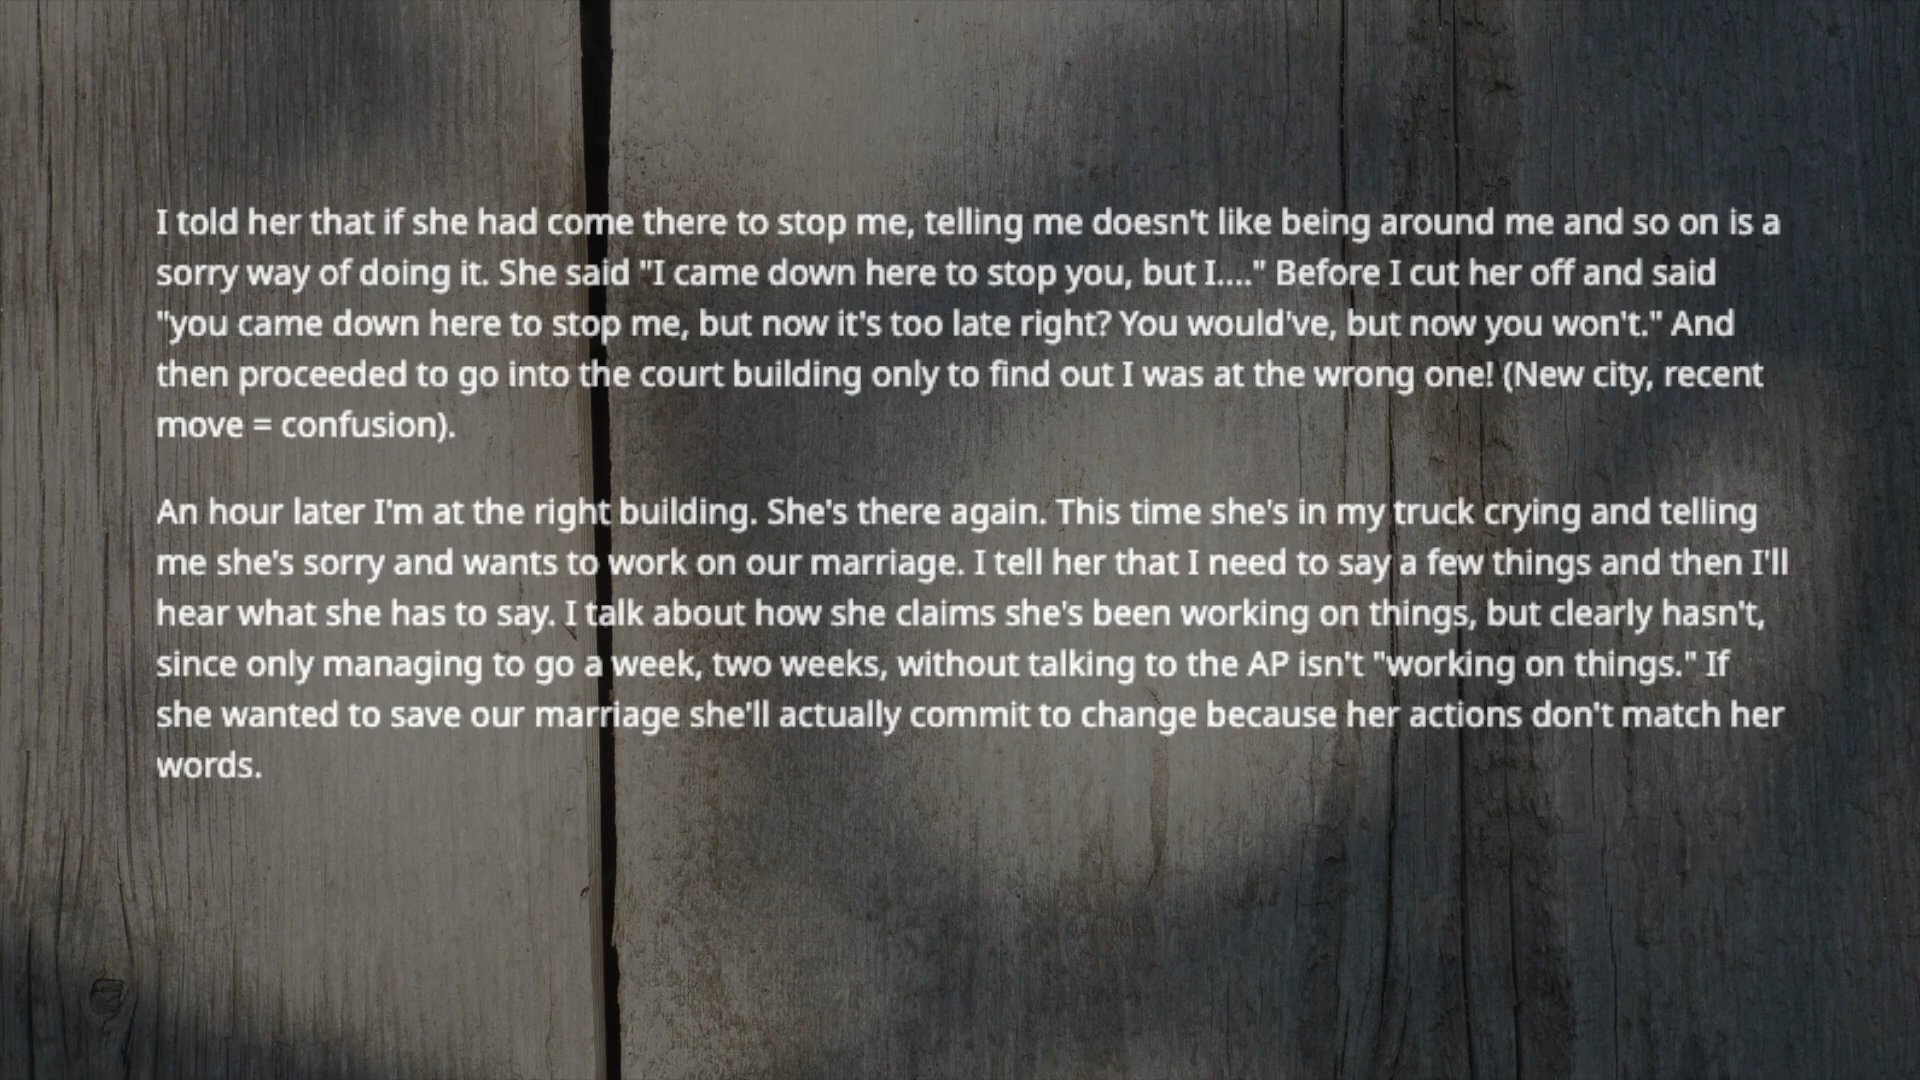 I told her that if she had come there to stop me, telling me doesn't like being around me and so on is a
sorry way of doing it. She said "I came down here to stop you, but I...." Before I cut her off and said
"you came down here to stop me, but now it's too late right? You would've, but now you won't." And
then proceeded to go into the court building only to find out I was at the wrong one! (New city, recent
move = confusion).
An hour later I'm at the right building. She's there again. This time she's in my truck crying and telling
me she's sorry and wants to work on our marriage. I tell her that I need to say a few things and then I'll
hear what she has to say. I talk about how she claims she's been working on things, but clearly hasn't,
since only managing to go a week, two weeks, without talking to the AP isn't "working on things." If
she wanted to save our marriage she'll actually commit to change because her actions don't match her
words.